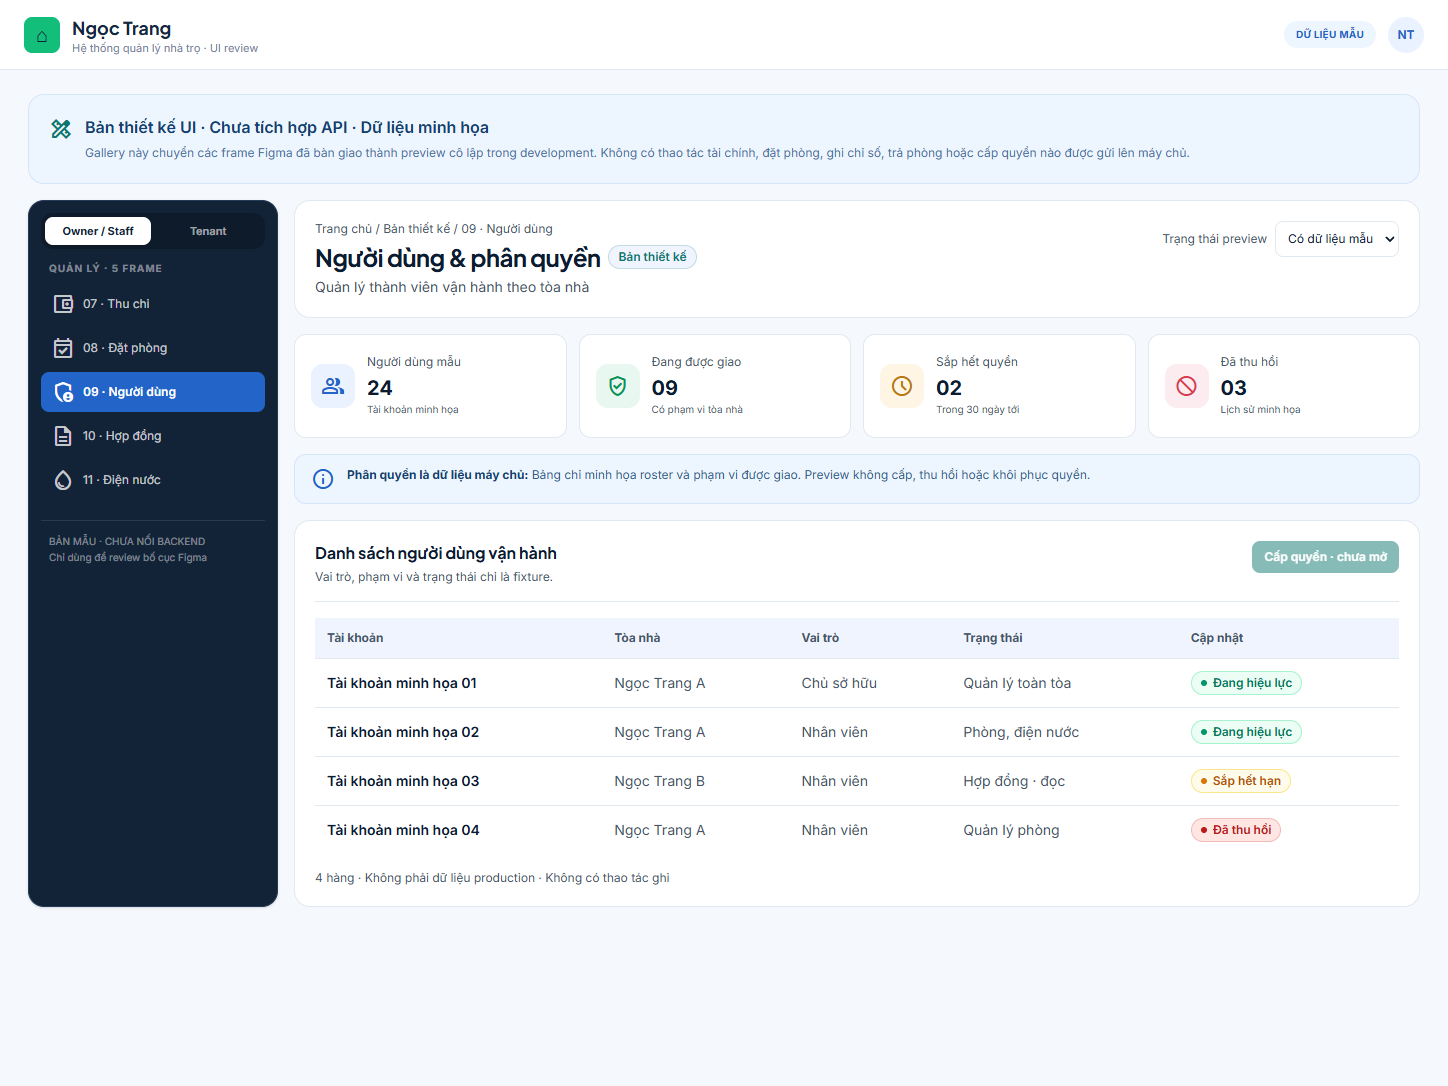 Ngọc Trang
Hệ thống quản lý nhà trọ · UI review
DỮ LIỆU MẪU
NT
Bản thiết kế UI · Chưa tích hợp API · Dữ liệu minh họa
Gallery này chuyển các frame Figma đã bàn giao thành preview cô lập trong development. Không có thao tác tài chính, đặt phòng, ghi chỉ số, trả phòng hoặc cấp quyền nào được gửi lên máy chủ.
Owner / Staff
Tenant
QUẢN LÝ · 5 FRAME
07 · Thu chi
08 · Đặt phòng
09 · Người dùng
10 · Hợp đồng
11 · Điện nước
BẢN MẪU · CHƯA NỐI BACKEND
Chỉ dùng để review bố cục Figma
Trang chủ / Bản thiết kế / 09 · Người dùng
Người dùng & phân quyền
Bản thiết kế
Quản lý thành viên vận hành theo tòa nhà
Trạng thái preview
Có dữ liệu mẫu
Người dùng mẫu
24
Tài khoản minh họa
Đang được giao
09
Có phạm vi tòa nhà
Sắp hết quyền
02
Trong 30 ngày tới
Đã thu hồi
03
Lịch sử minh họa
Phân quyền là dữ liệu máy chủ: Bảng chỉ minh họa roster và phạm vi được giao. Preview không cấp, thu hồi hoặc khôi phục quyền.
Danh sách người dùng vận hành
Vai trò, phạm vi và trạng thái chỉ là fixture.
Cấp quyền · chưa mở
Tài khoản Tòa nhà Vai trò Trạng thái Cập nhật
Tài khoản minh họa 01 Ngọc Trang A Chủ sở hữu Quản lý toàn tòa Đang hiệu lực
Tài khoản minh họa 02 Ngọc Trang A Nhân viên Phòng, điện nước Đang hiệu lực
Tài khoản minh họa 03 Ngọc Trang B Nhân viên Hợp đồng · đọc Sắp hết hạn
Tài khoản minh họa 04 Ngọc Trang A Nhân viên Quản lý phòng Đã thu hồi
4 hàng · Không phải dữ liệu production · Không có thao tác ghi